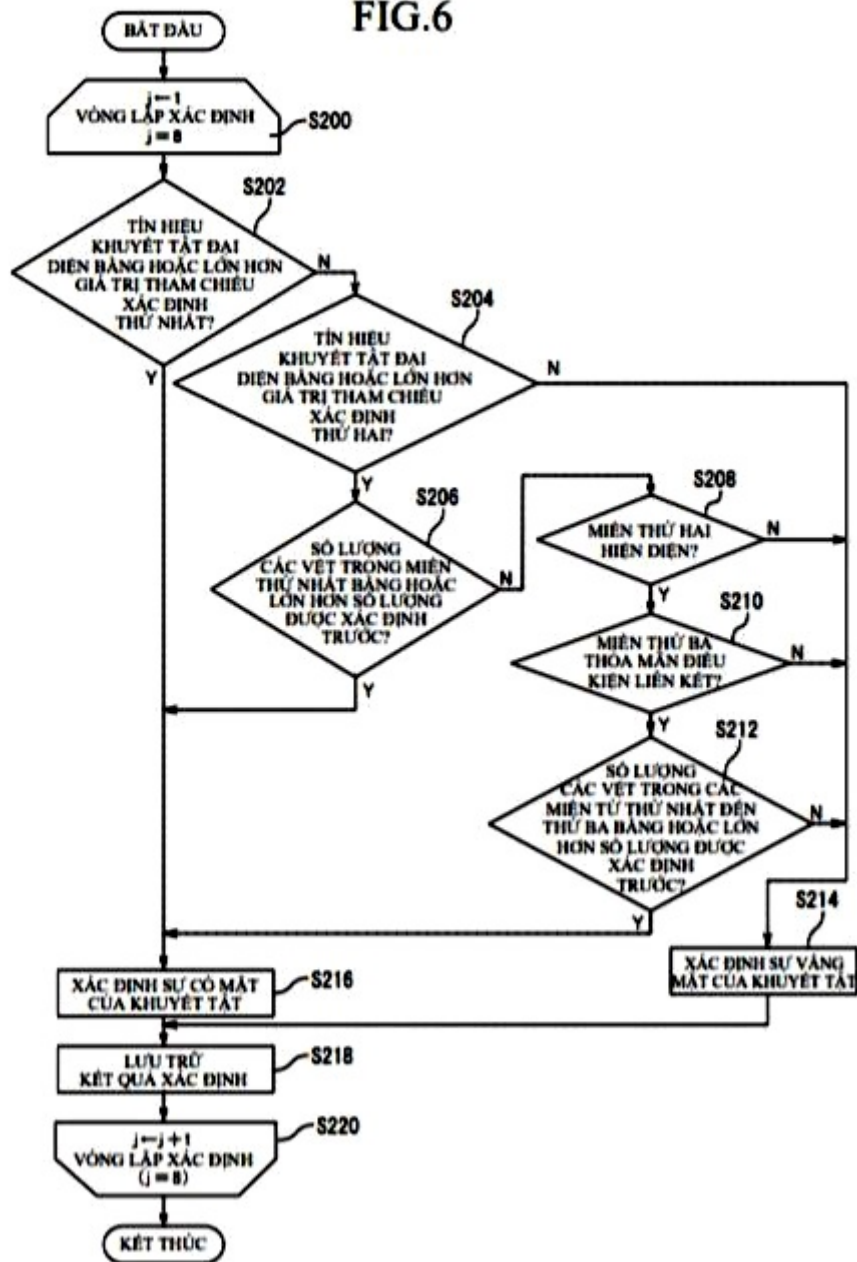 FIG.6
BẮT ĐẦU
j←1
VÒNG LẶP XÁC ĐỊNH
j=8
S200
S202
TÍN HIỆU
KHUYẾT TẬT ĐẠI
DIỆN BẰNG HOẶC LỚN HƠN
GIÁ TRỊ THAM CHIẾU
XÁC ĐỊNH
THỨ NHẤT?
N
Y
S204
TÍN HIỆU
KHUYẾT TẬT ĐẠI
DIỆN BẰNG HOẶC LỚN HƠN
GIÁ TRỊ THAM CHIẾU
XÁC ĐỊNH
THỨ HAI?
N
Y
S206
SỐ LƯỢNG
CÁC VỆT TRONG MIỀN
THỨ NHẤT BẰNG HOẶC
LỚN HƠN SỐ LƯỢNG
ĐƯỢC XÁC ĐỊNH
TRƯỚC?
N
Y
S208
MIỀN THỨ HAI
HIỆN DIỆN?
N
Y
S210
MIỀN THỨ BA
THỎA MÃN ĐIỀU
KIỆN LIÊN KẾT?
N
Y
S212
SỐ LƯỢNG
CÁC VỆT TRONG CÁC
MIỀN TỪ THỨ NHẤT ĐẾN
THỨ BA BẰNG HOẶC LỚN
HƠN SỐ LƯỢNG ĐƯỢC
XÁC ĐỊNH
TRƯỚC?
N
Y
S214
XÁC ĐỊNH SỰ VẮNG
MẶT CỦA KHUYẾT TẬT
XÁC ĐỊNH SỰ CÓ MẶT
CỦA KHUYẾT TẬT
S216
LƯU TRỮ
KẾT QUẢ XÁC ĐỊNH
S218
j←j+1
VÒNG LẶP XÁC ĐỊNH
(j=8)
S220
KẾT THÚC